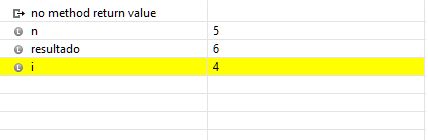 no method return value
n 5
resultado 6
i 4